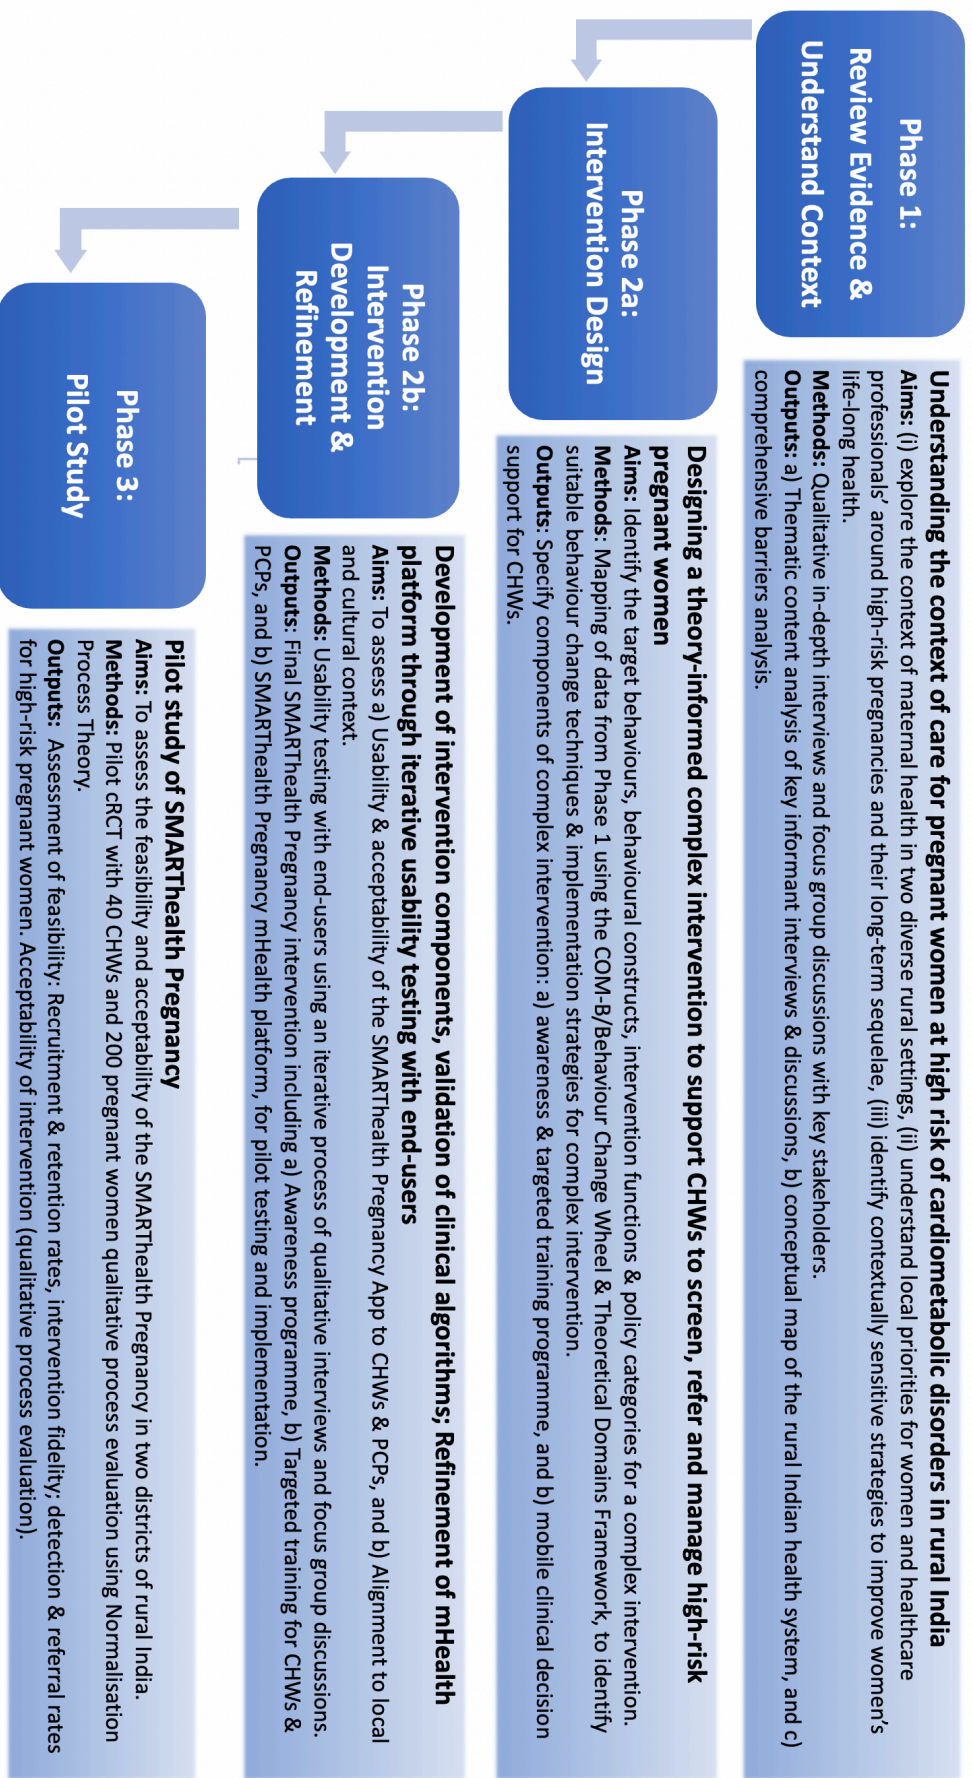 Phase 1:
Review Evidence &
Understand Context
Understanding the context of care for pregnant women at high risk of cardiometabolic disorders in rural India
Aims: (i) explore the context of maternal health in two diverse rural settings, (ii) understand local priorities for women and healthcare
professionals’ around high-risk pregnancies and their long-term sequelae, (iii) identify contextually sensitive strategies to improve women’s
life-long health.
Methods: Qualitative in-depth interviews and focus group discussions with key stakeholders.
Outputs: a) Thematic content analysis of key informant interviews & discussions, b) conceptual map of the rural Indian health system, and c)
comprehensive barriers analysis.
Phase 2a:
Intervention Design
Designing a theory-informed complex intervention to support CHWs to screen, refer and manage high-risk
pregnant women
Aims: Identify the target behaviours, behavioural constructs, intervention functions & policy categories for a complex intervention.
Methods: Mapping of data from Phase 1 using the COM-B/Behaviour Change Wheel & Theoretical Domains Framework, to identify
suitable behaviour change techniques & implementation strategies for complex intervention.
Outputs: Specify components of complex intervention: a) awareness & targeted training programme, and b) mobile clinical decision
support for CHWs.
Phase 2b:
Intervention
Development &
Refinement
Development of intervention components, validation of clinical algorithms; Refinement of mHealth
platform through iterative usability testing with end-users
Aims: To assess a) Usability & acceptability of the SMARThealth Pregnancy App to CHWs & PCPs, and b) Alignment to local
and cultural context.
Methods: Usability testing with end-users using an iterative process of qualitative interviews and focus group discussions.
Outputs: Final SMARThealth Pregnancy intervention including a) Awareness programme, b) Targeted training for CHWs &
PCPs, and b) SMARThealth Pregnancy mHealth platform, for pilot testing and implementation.
Phase 3:
Pilot Study
Pilot study of SMARThealth Pregnancy
Aims: To assess the feasibility and acceptability of the SMARThealth Pregnancy in two districts of rural India.
Methods: Pilot cRCT with 40 CHWs and 200 pregnant women qualitative process evaluation using Normalisation
Process Theory.
Outputs: Assessment of feasibility: Recruitment & retention rates, intervention fidelity; detection & referral rates
for high-risk pregnant women. Acceptability of intervention (qualitative process evaluation).